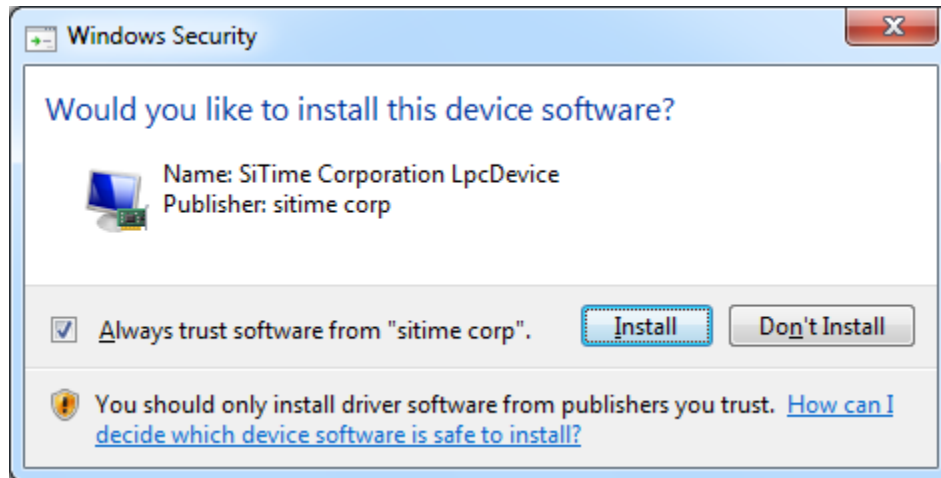 Windows Security
Would you like to install this device software?
Name: SiTime Corporation LpcDevice
Publisher: sitime corp
Always trust software from "sitime corp".
Install
Don't Install
You should only install driver software from publishers you trust. How can I
decide which device software is safe to install?